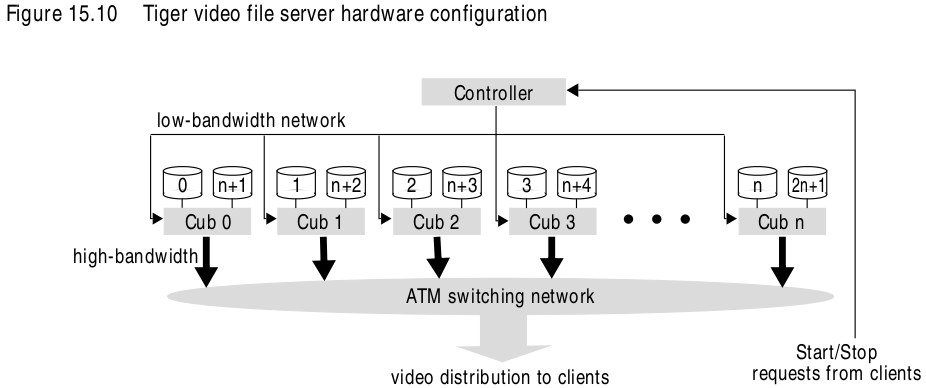 Figure 15.10 Tiger video file server hardware configuration
Controller
low-bandwidth network
0 n+1 1 n+2 2 n+3 3 n+4 n 2n+1
Cub 0 Cub 1 Cub 2 Cub 3 Cub n
high-bandwidth
ATM switching network
Start/Stop
requests from clients
video distribution to clients